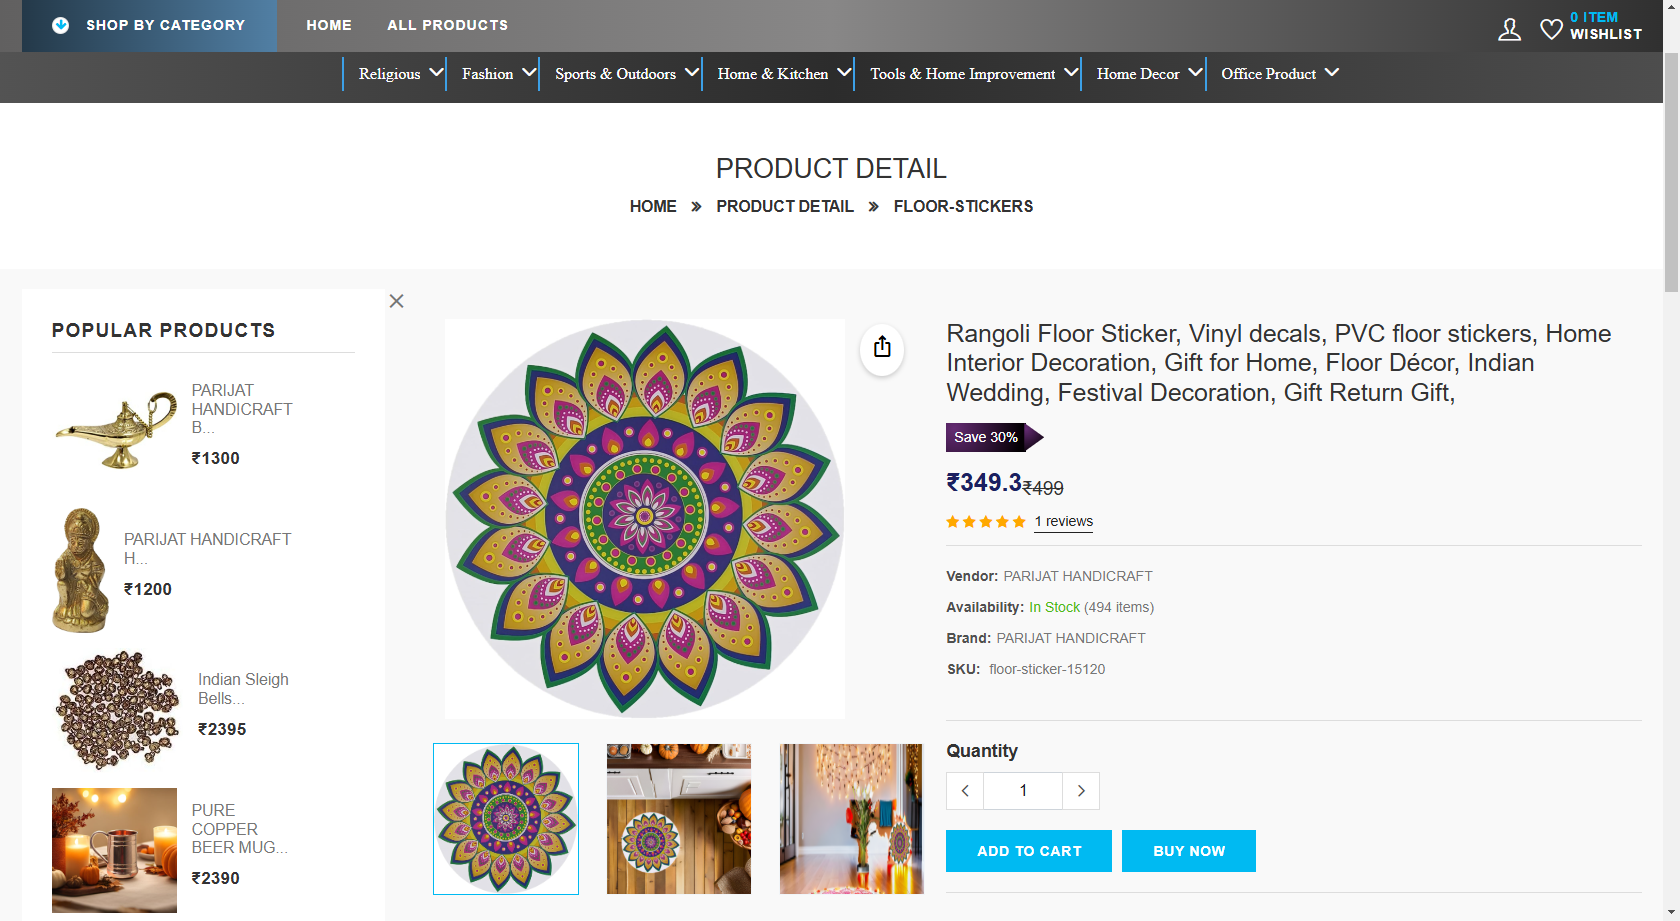 SHOP BY CATEGORY
HOME
ALL PRODUCTS
0 ITEM
WISHLIST
Religious
Fashion
Sports & Outdoors
Home & Kitchen
Tools & Home Improvement
Home Decor
Office Product
PRODUCT DETAIL
HOME » PRODUCT DETAIL » FLOOR-STICKERS
POPULAR PRODUCTS
PARIJAT
HANDICRAFT
B...
₹1300
PARIJAT HANDICRAFT
H...
₹1200
Indian Sleigh
Bells...
₹2395
PURE
COPPER
BEER MUG...
₹2390
Rangoli Floor Sticker, Vinyl decals, PVC floor stickers, Home
Interior Decoration, Gift for Home, Floor Décor, Indian
Wedding, Festival Decoration, Gift Return Gift,
Save 30%
₹349.3 ₹499
1 reviews
Vendor: PARIJAT HANDICRAFT
Availability: In Stock (494 items)
Brand: PARIJAT HANDICRAFT
SKU: floor-sticker-15120
Quantity
1
ADD TO CART
BUY NOW